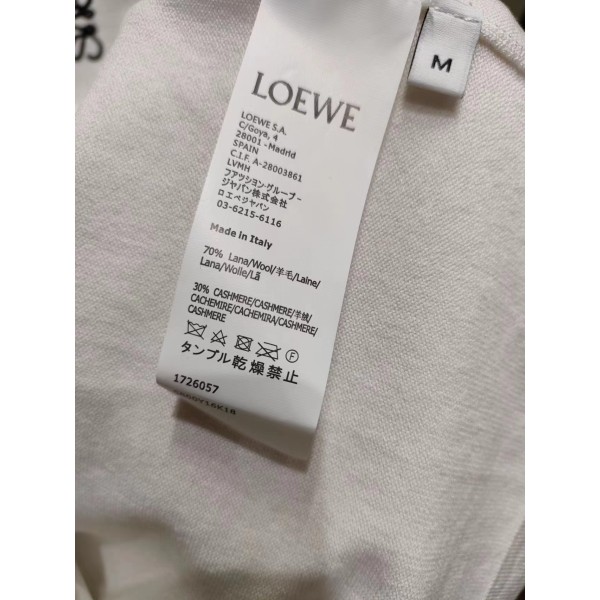 M
LOEWE
LOEWE S.A.
C/Goya, 4
28001 -Madrid
SPAIN
C.I.F. A-28003861
LVMH
ファッション・グループ-
ジャパン株式会社
ロエベジャパン
03-6215-6116
Made in Italy
70% Lana/Wool/羊毛/Laine/
Lana/Wolle/Lã
30% CASHMERE/CASHMERE/羊绒/
CACHEMIRE/CACHEMIRA/CASHMERE/
CASHMERE
F
タンブル乾燥禁止
1726057